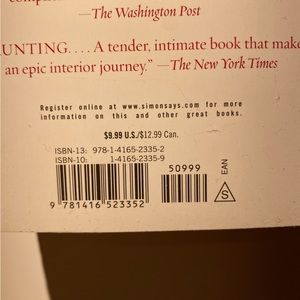 —The Washington Post
UNTING. . . . A tender, intimate book that make
an epic interior journey." —The New York Times
Register online at www.simonsays.com for more
information on this and other great books.
$9.99 U.S./$12.99 Can.
ISBN-13: 978-1-4165-2335-2
ISBN-10: 1-4165-2335-9
50999
EAN
S
9 781416 523352